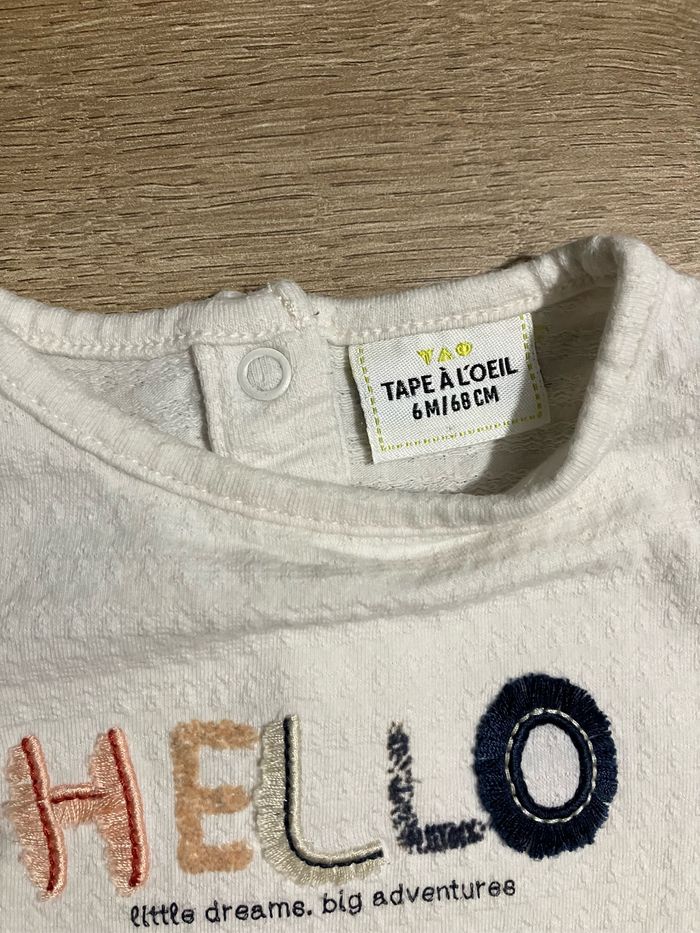 TAO
TAPE À L'OEIL
6M/68CM
HELLO
little dreams. big adventures